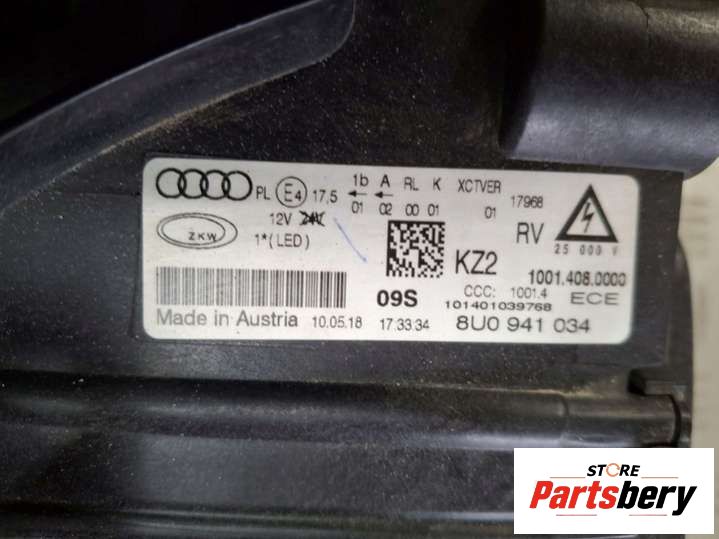 PL E4 17,5 1b A RL K XCTVER 17968
01 02 00 01 01
12V 24V
ZKW 1*(LED) RV
25 000 V
KZ2 1001.408.0000
09S CCC: 1001.4 ECE
101401039768
Made in Austria 10.05.18 17:33:34 8U0 941 034
STORE
Partsbery